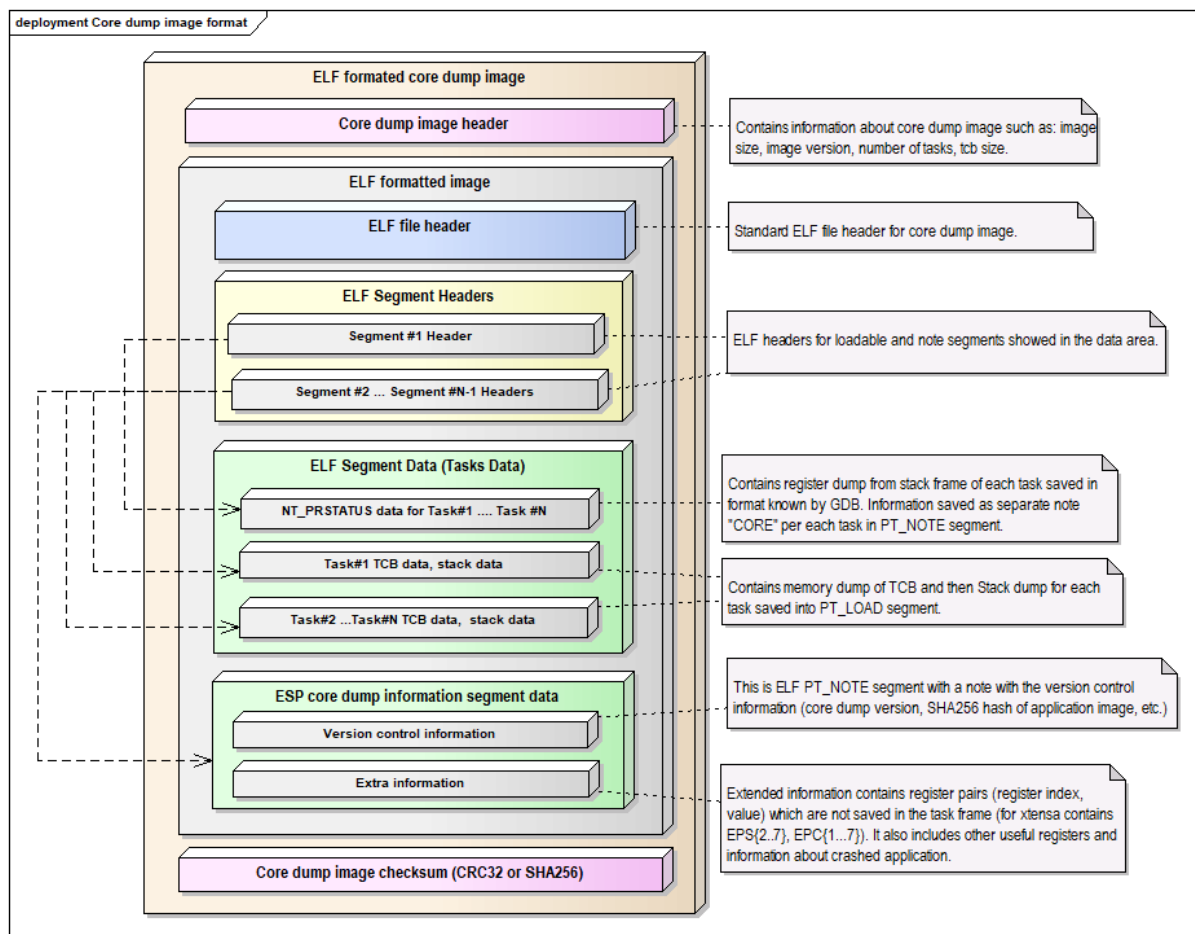 deployment Core dump image format
ELF formated core dump image
Core dump image header
Contains information about core dump image such as: image
size, image version, number of tasks, tcb size.
ELF formatted image
ELF file header
Standard ELF file header for core dump image.
ELF Segment Headers
Segment #1 Header
ELF headers for loadable and note segments showed in the data area.
Segment #2 ... Segment #N-1 Headers
ELF Segment Data (Tasks Data)
NT_PRSTATUS data for Task#1 .... Task #N
Contains register dump from stack frame of each task saved in
format known by GDB. Information saved as separate note
"CORE" per each task in PT_NOTE segment.
Task#1 TCB data, stack data
Contains memory dump of TCB and then Stack dump for each
task saved into PT_LOAD segment.
Task#2 ...Task#N TCB data, stack data
ESP core dump information segment data
This is ELF PT_NOTE segment with a note with the version control
information (core dump version, SHA256 hash of application image, etc.)
Version control information
Extra information
Extended information contains register pairs (register index,
value) which are not saved in the task frame (for xtensa contains
EPS{2..7}, EPC{1...7}). It also includes other useful registers and
information about crashed application.
Core dump image checksum (CRC32 or SHA256)